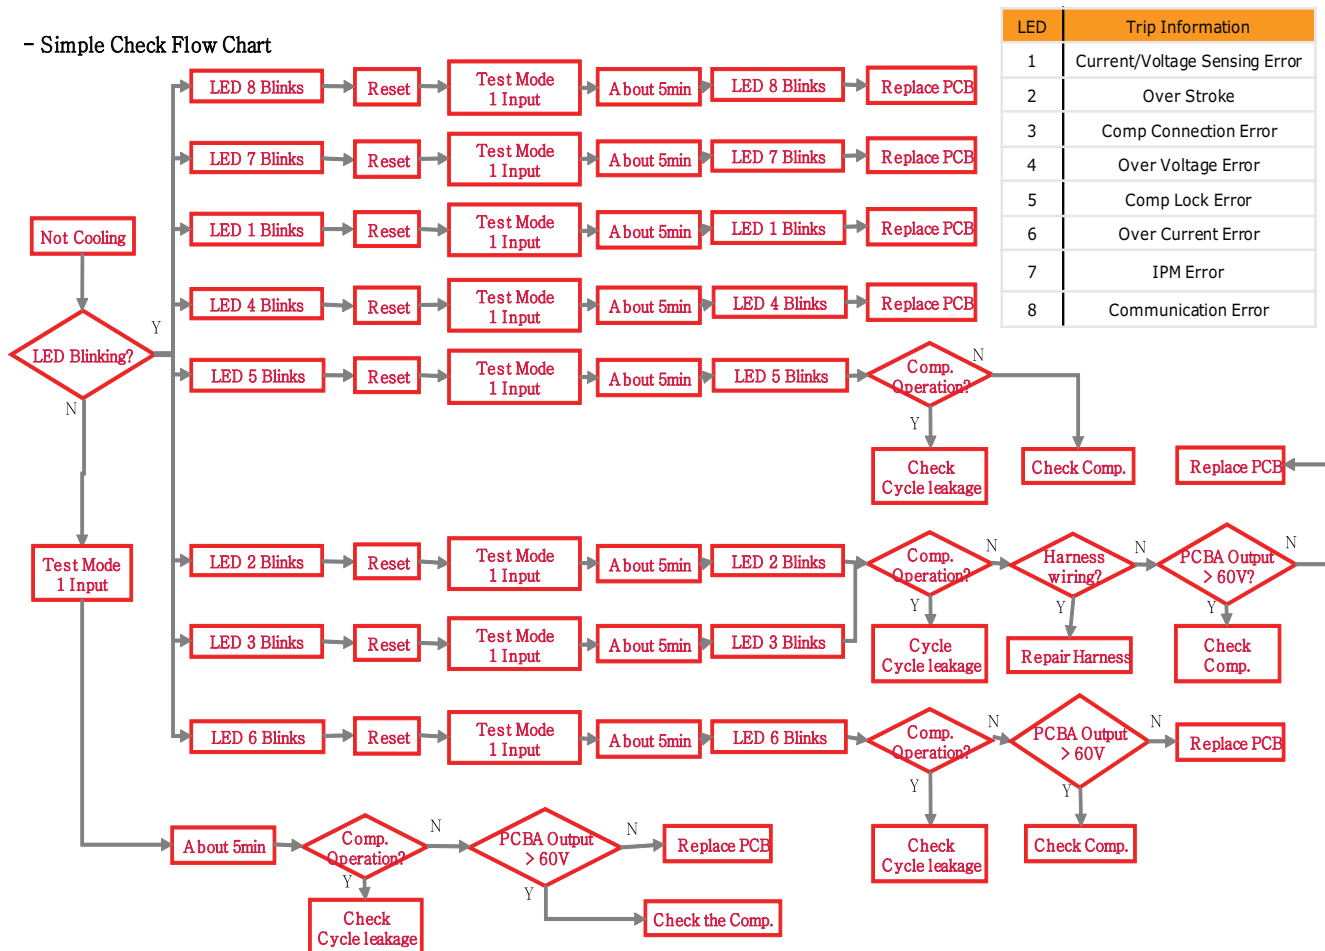 - Simple Check Flow Chart
LED Trip Information
1 Current/Voltage Sensing Error
2 Over Stroke
3 Comp Connection Error
4 Over Voltage Error
5 Comp Lock Error
6 Over Current Error
7 IPM Error
8 Communication Error
Not Cooling
LED Blinking?
Y
N
LED 8 Blinks
Reset
Test Mode
1 Input
About 5min
LED 8 Blinks
Replace PCB
LED 7 Blinks
Reset
Test Mode
1 Input
About 5min
LED 7 Blinks
Replace PCB
LED 1 Blinks
Reset
Test Mode
1 Input
About 5min
LED 1 Blinks
Replace PCB
LED 4 Blinks
Reset
Test Mode
1 Input
About 5min
LED 4 Blinks
Replace PCB
LED 5 Blinks
Reset
Test Mode
1 Input
About 5min
LED 5 Blinks
Comp.
Operation?
N
Y
Check
Cycle leakage
Check Comp.
Replace PCB
LED 2 Blinks
Reset
Test Mode
1 Input
About 5min
LED 2 Blinks
Comp.
Operation?
N
Harness
wiring?
N
PCBA Output
> 60V?
N
Y
Y
Y
LED 3 Blinks
Reset
Test Mode
1 Input
About 5min
LED 3 Blinks
Cycle
Cycle leakage
Repair Harness
Check
Comp.
LED 6 Blinks
Reset
Test Mode
1 Input
About 5min
LED 6 Blinks
Comp.
Operation?
N
PCBA Output
> 60V
N
Replace PCB
Y
Y
Check
Cycle leakage
Check Comp.
Test Mode
1 Input
About 5min
Comp.
Operation?
N
PCBA Output
> 60V
N
Replace PCB
Y
Y
Check
Cycle leakage
Check the Comp.